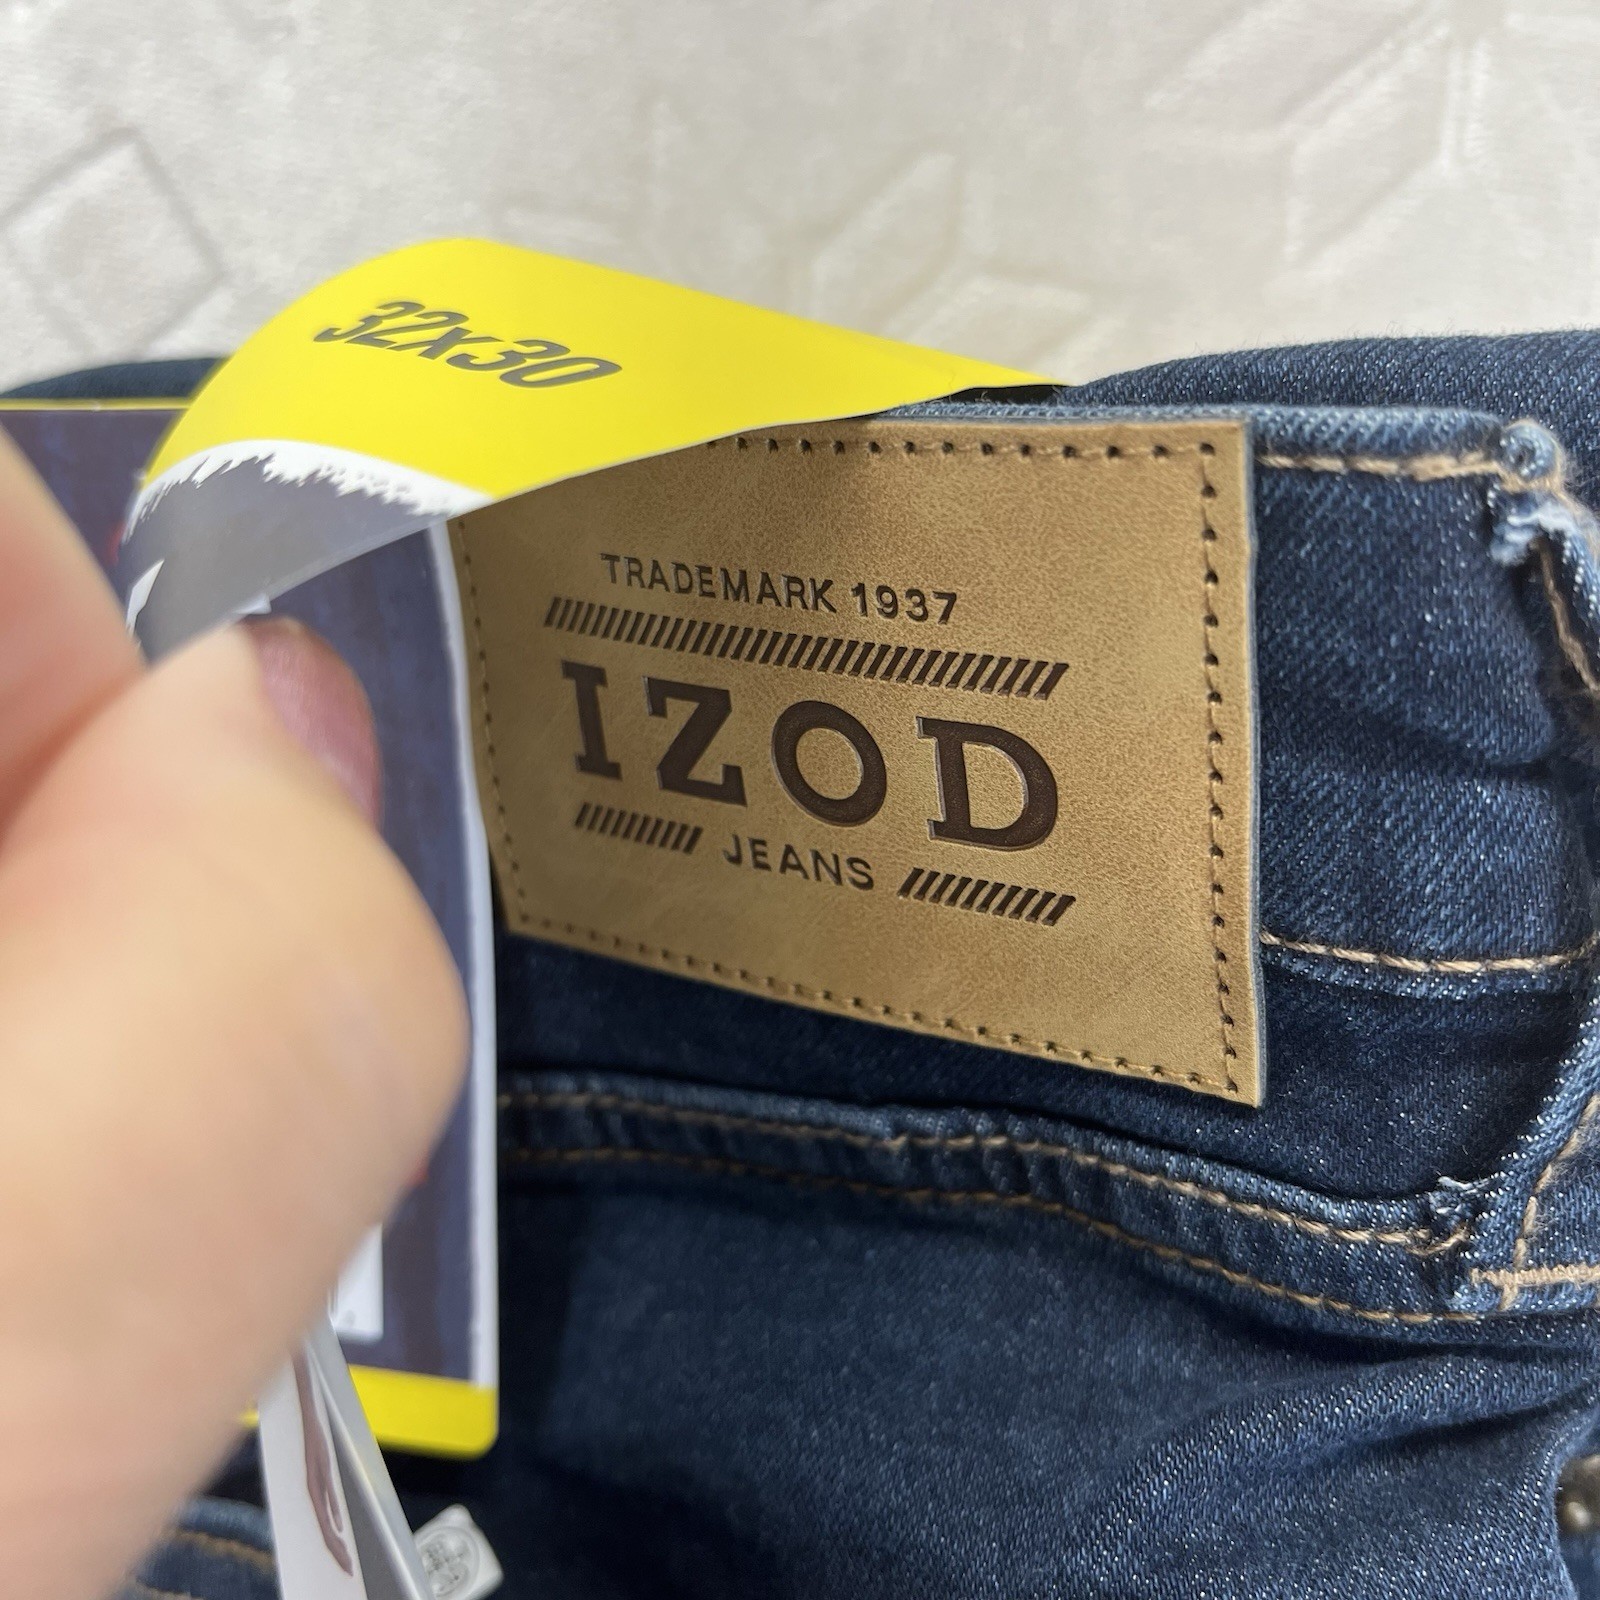 32x30
TRADEMARK 1937
IZOD
JEANS